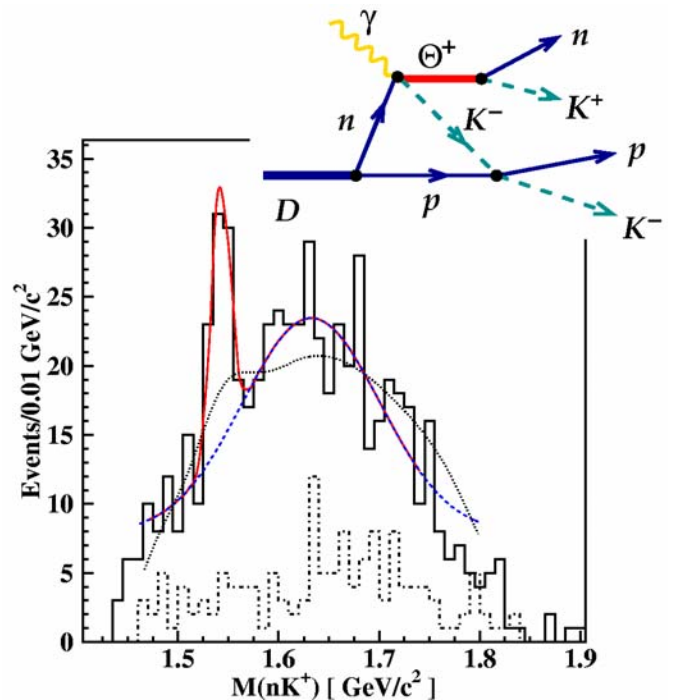 γ
Θ⁺
n
K⁺
n
K⁻
p
D
p
K⁻
Events/0.01 GeV/c²
35
30
25
20
15
10
5
0
1.5
1.6
1.7
1.8
1.9
M(nK⁺) [ GeV/c² ]